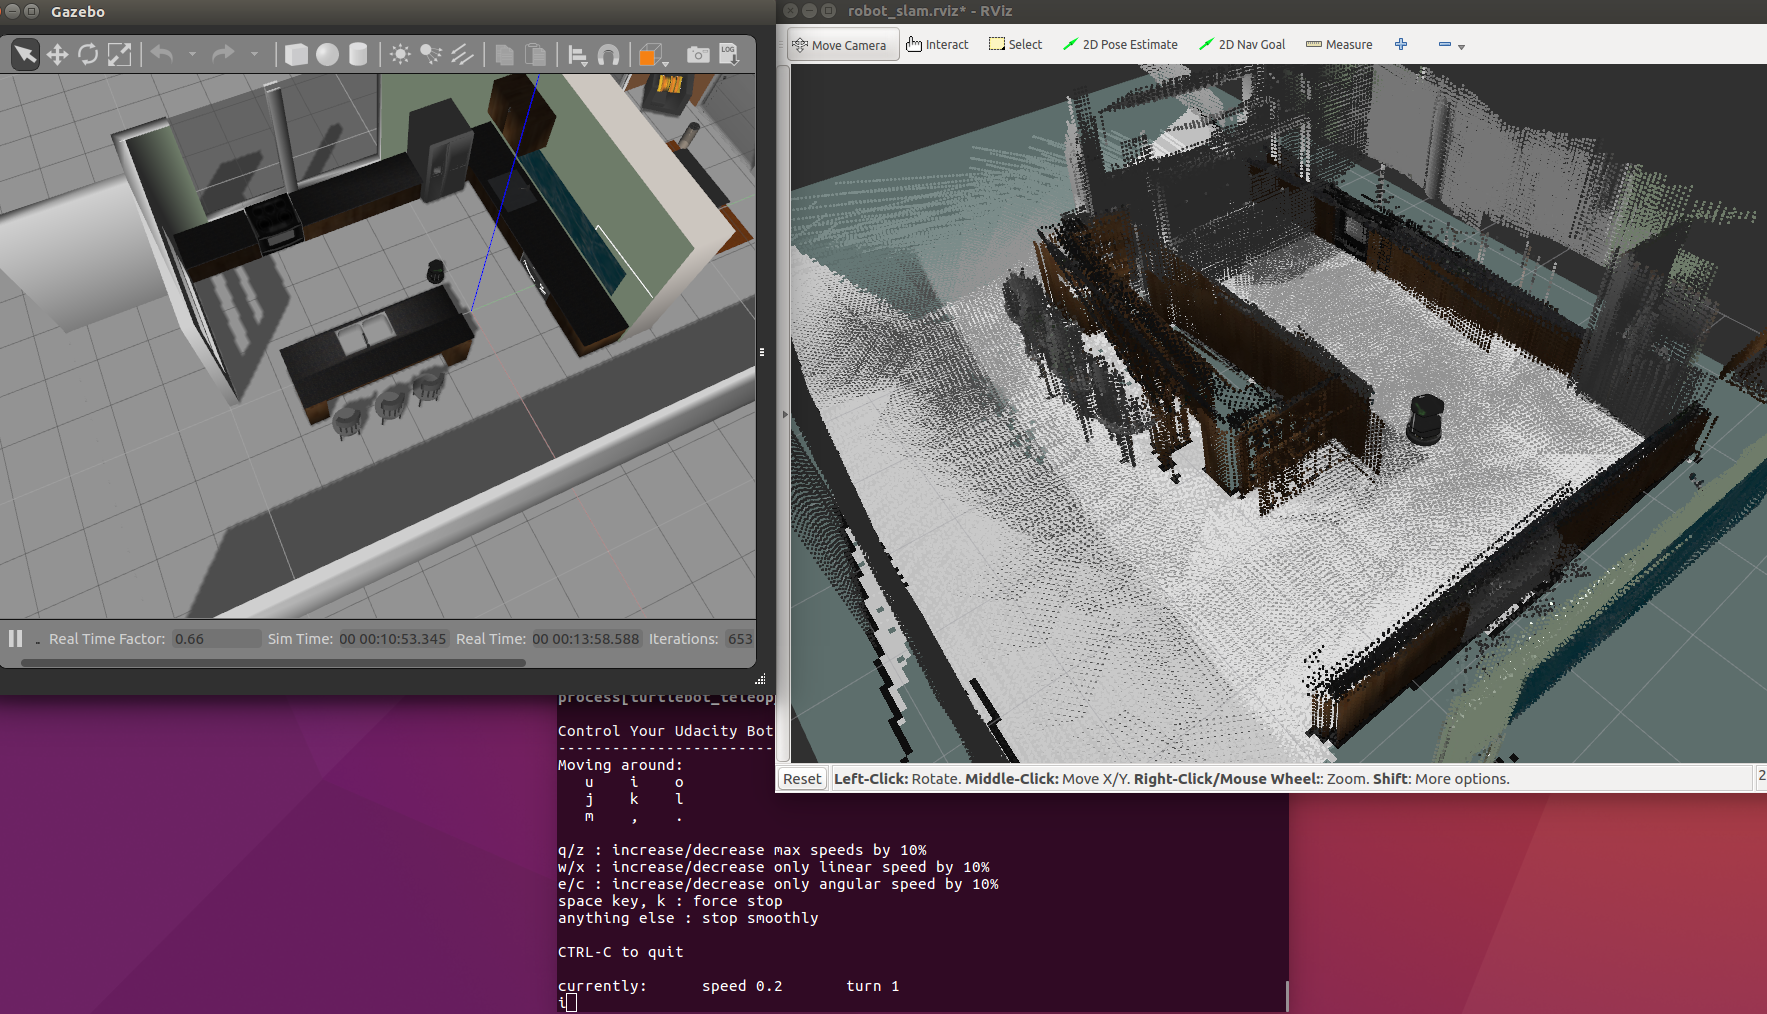 Gazebo
LOG
Real Time Factor: 0.66 Sim Time: 00 00:10:53.345 Real Time: 00 00:13:58.588 Iterations: 653
robot_slam.rviz* - RViz
Move Camera Interact Select 2D Pose Estimate 2D Nav Goal Measure
Reset Left-Click: Rotate. Middle-Click: Move X/Y. Right-Click/Mouse Wheel:: Zoom. Shift: More options. 2
process[turtlebot_teleop
Control Your Udacity Bot
------------------------
Moving around:
u i o
j k l
m , .
q/z : increase/decrease max speeds by 10%
w/x : increase/decrease only linear speed by 10%
e/c : increase/decrease only angular speed by 10%
space key, k : force stop
anything else : stop smoothly
CTRL-C to quit
currently: speed 0.2 turn 1
i